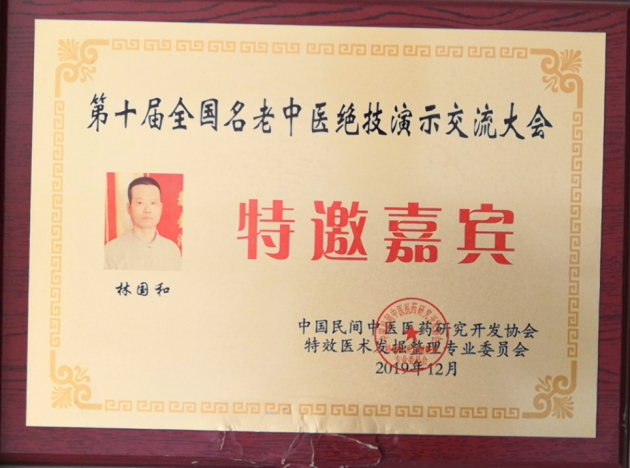 第十届全国名老中医绝技演示交流大会
特邀嘉宾
林国和
中国民间中医医药研究开发协会
特效医术发掘整理专业委员会
2019年12月